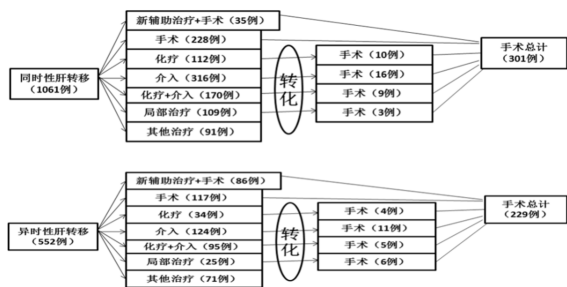 新辅助治疗+手术（35例）
手术（228例）
化疗（112例）
介入（316例）
化疗+介入（170例）
局部治疗（109例）
其他治疗（91例）
同时性肝转移
（1061例）
转化
手术（10例）
手术（16例）
手术（9例）
手术（3例）
手术总计
（301例）
新辅助治疗+手术（86例）
手术（117例）
化疗（34例）
介入（124例）
化疗+介入（95例）
局部治疗（25例）
其他治疗（71例）
异时性肝转移
（552例）
转化
手术（4例）
手术（11例）
手术（5例）
手术（6例）
手术总计
（229例）